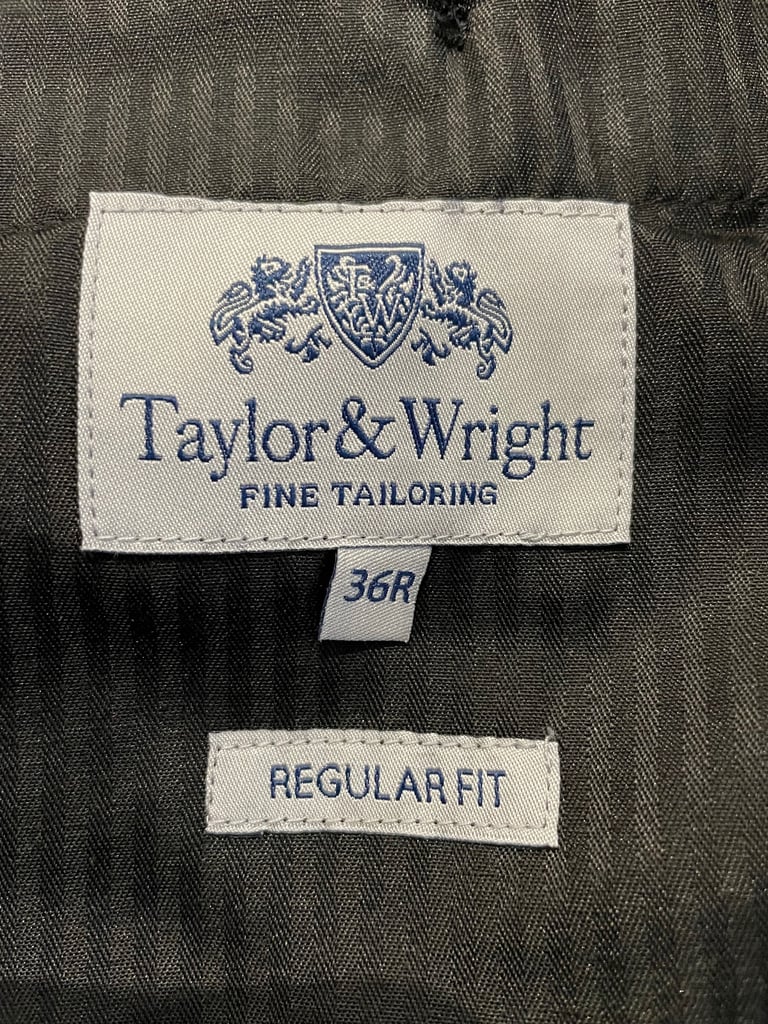 Taylor & Wright
FINE TAILORING
36R
REGULAR FIT